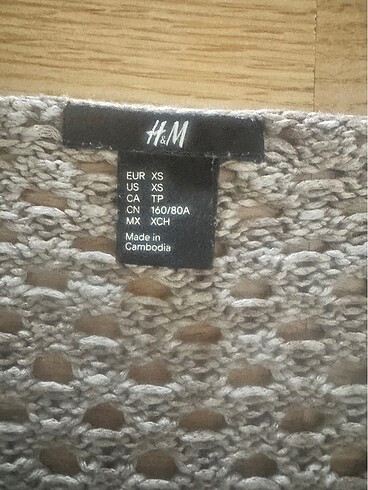 H&M
EUR XS
US XS
CA TP
CN 160/80A
MX XCH
Made in
Cambodia